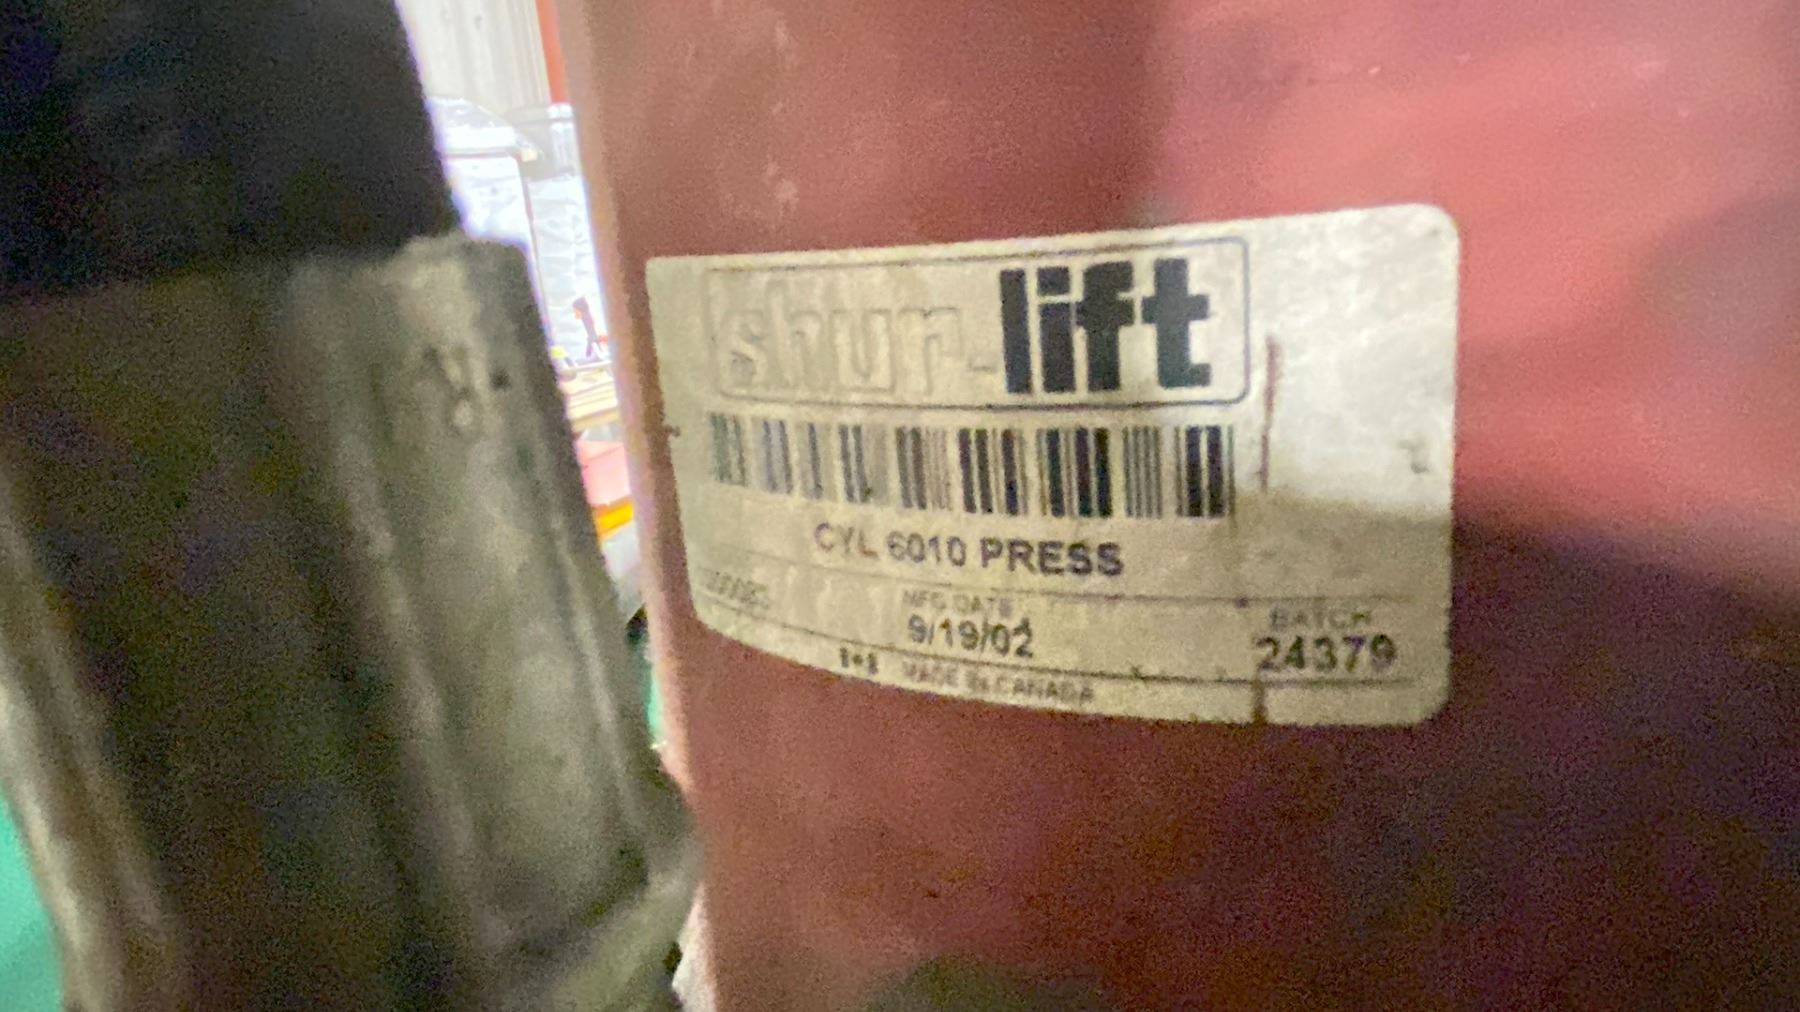 shur-lift
CYL 6010 PRESS
MFG DATE
9/19/02
BATCH
24379
MADE IN CANADA